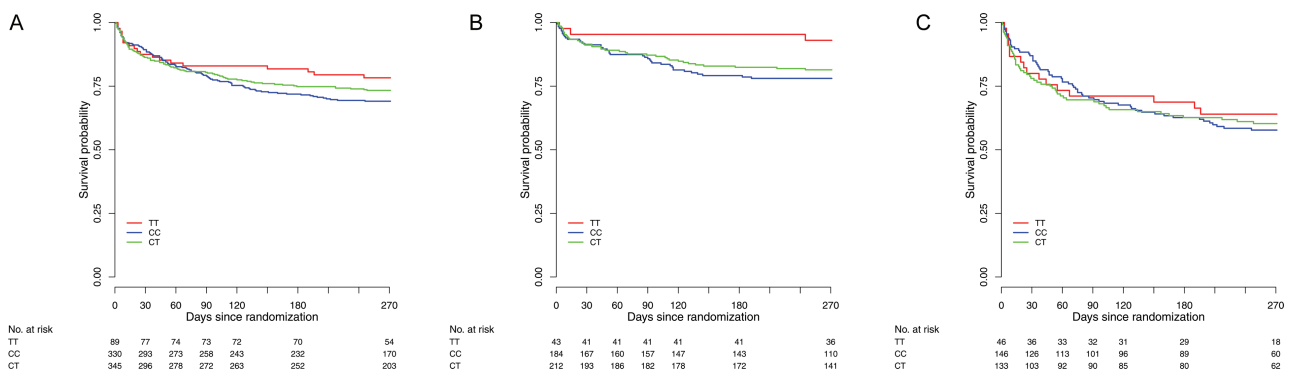 A
Survival probability
1.00
0.75
0.50
0.25
0.00
TT
CC
CT
0 30 60 90 120 180 270
Days since randomization
No. at risk
TT 89 77 74 73 72 70 54
CC 330 293 273 258 243 232 170
CT 345 296 278 272 263 252 203
B
Survival probability
1.00
0.75
0.50
0.25
0.00
TT
CC
CT
0 30 60 90 120 180 270
Days since randomization
No. at risk
TT 43 41 41 41 41 41 36
CC 184 167 160 157 147 143 110
CT 212 193 186 182 178 172 141
C
Survival probability
1.00
0.75
0.50
0.25
0.00
TT
CC
CT
0 30 60 90 120 180 270
Days since randomization
No. at risk
TT 46 36 33 32 31 29 18
CC 146 126 113 101 96 89 60
CT 133 103 92 90 85 80 62